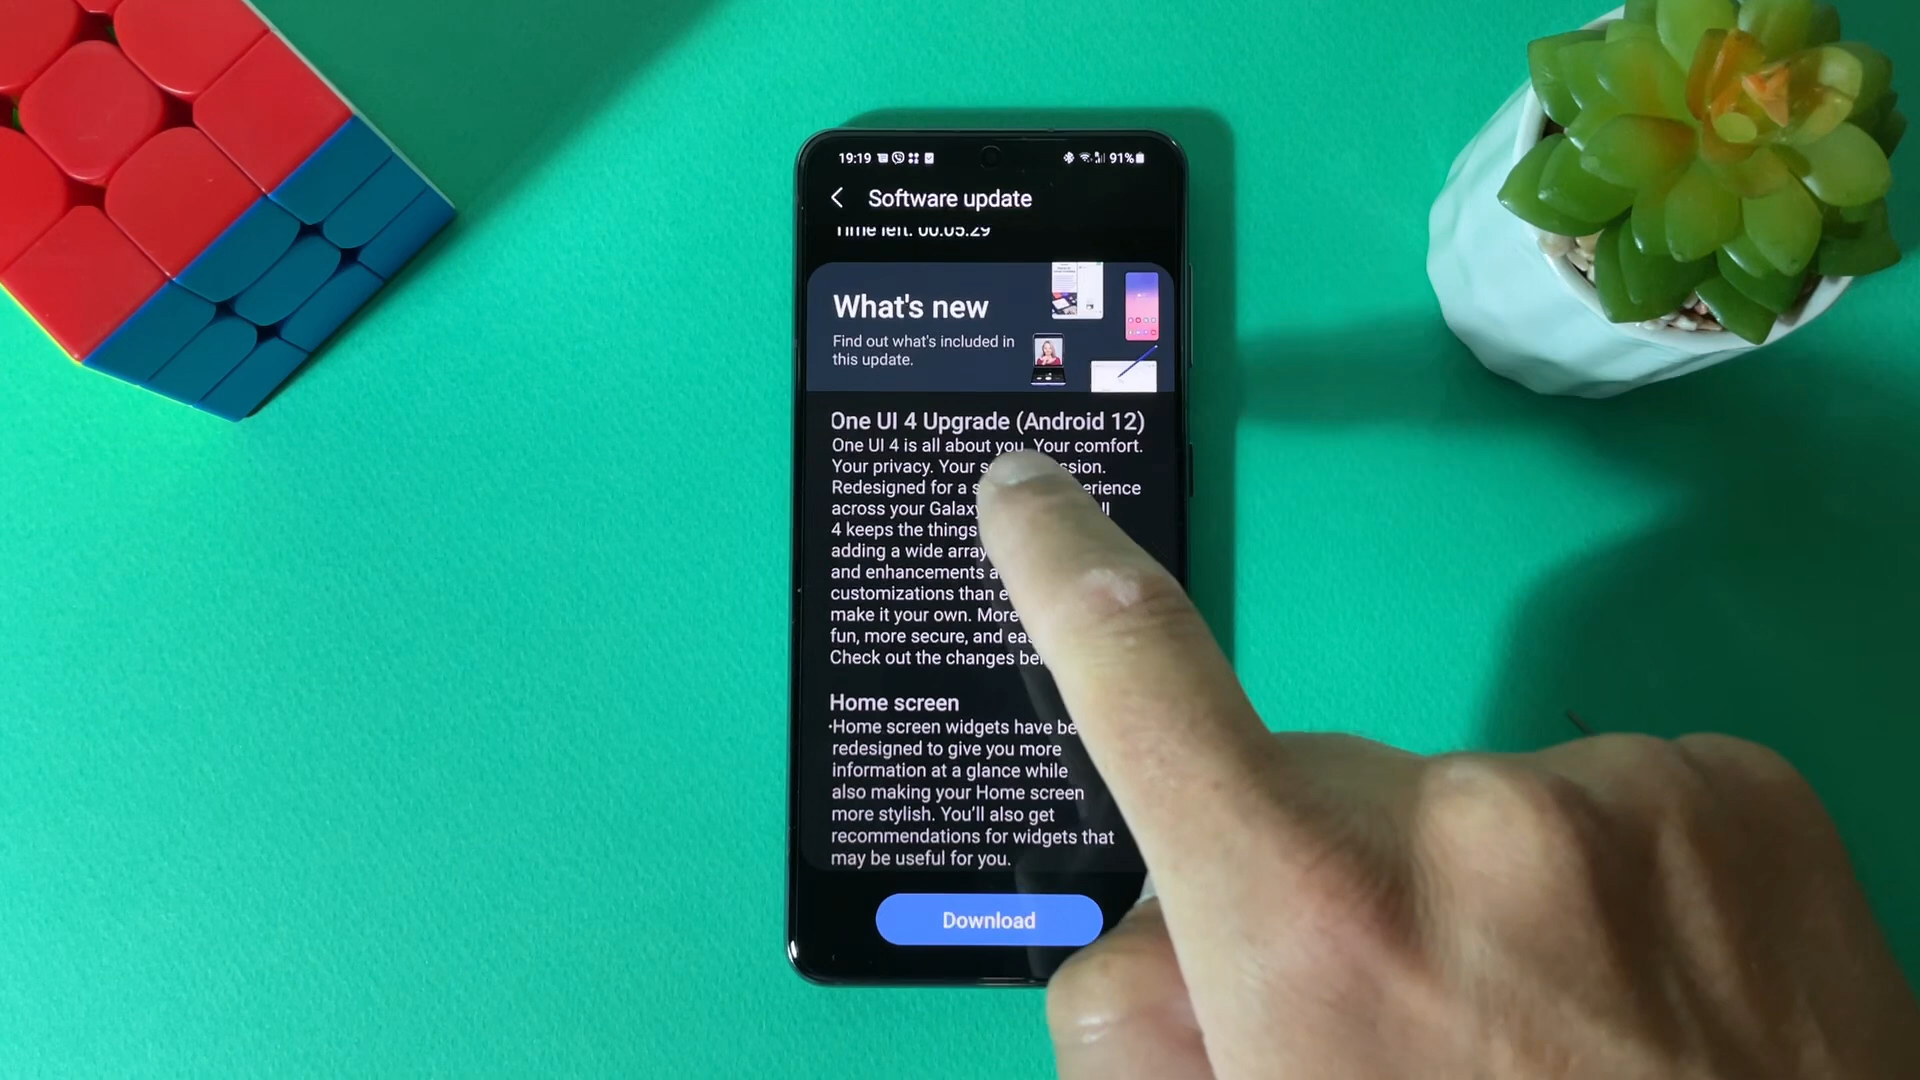 19:19 91%
Software update
Time left: 00:05:29
What's new
Find out what's included in
this update.
One UI 4 Upgrade (Android 12)
One UI 4 is all about you. Your comfort.
Your privacy. Your
Redesigned for a
across your Galaxy
4 keeps the things
adding a wide array
and enhancements
customizations than
make it your own. More
fun, more secure, and
Check out the changes
Home screen
·Home screen widgets have
redesigned to give you more
information at a glance while
also making your Home screen
more stylish. You’ll also get
recommendations for widgets that
may be useful for you.
Download